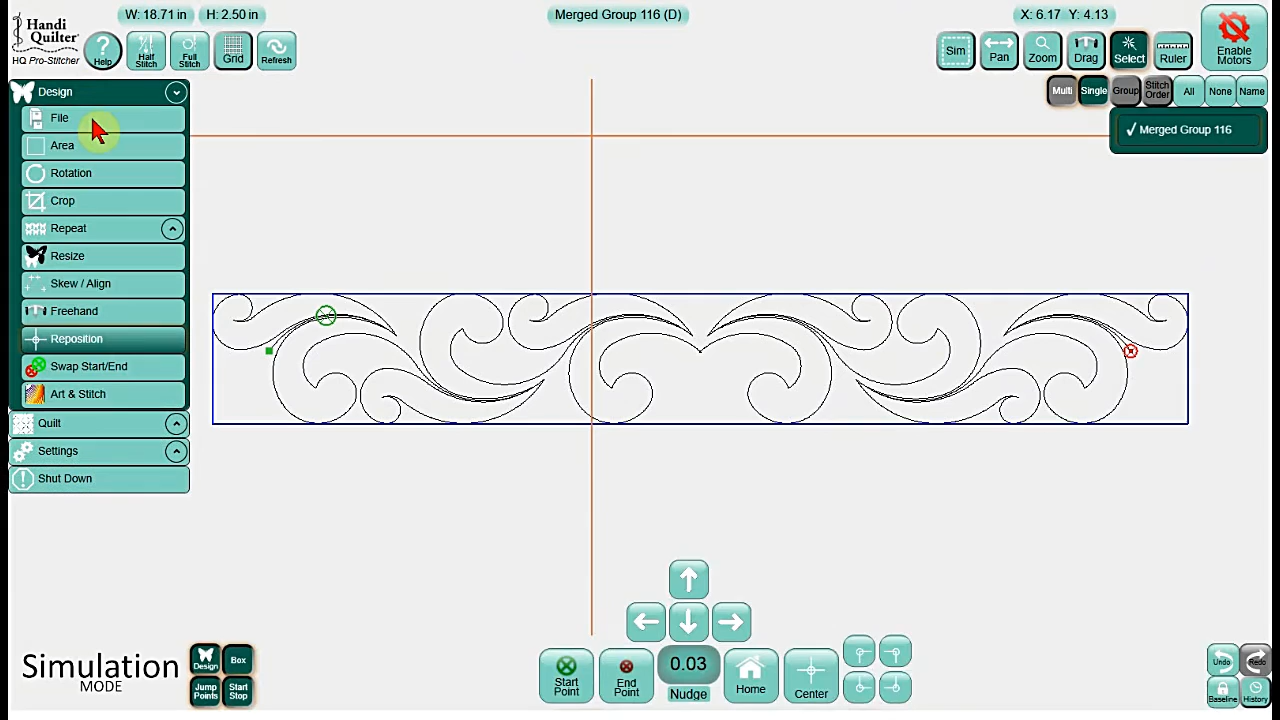 Handi
Quilter
HQ Pro-Stitcher
W: 18.71 in
H: 2.50 in
Merged Group 116 (D)
X: 6.17 Y: 4.13
?
Help
Half
Stitch
Full
Stitch
Grid
Refresh
Sim
Pan
Zoom
Drag
Select
Ruler
Enable
Motors
Multi
Single
Group
Stitch
Order
All
None
Name
✓ Merged Group 116
Design
File
Area
Rotation
Crop
Repeat
Resize
Skew / Align
Freehand
Reposition
Swap Start/End
Art & Stitch
Quilt
Settings
Shut Down
Simulation
MODE
Design
Box
Jump
Points
Start
Stop
Start
Point
End
Point
0.03
Nudge
Home
Center
Undo
Redo
Baseline
History